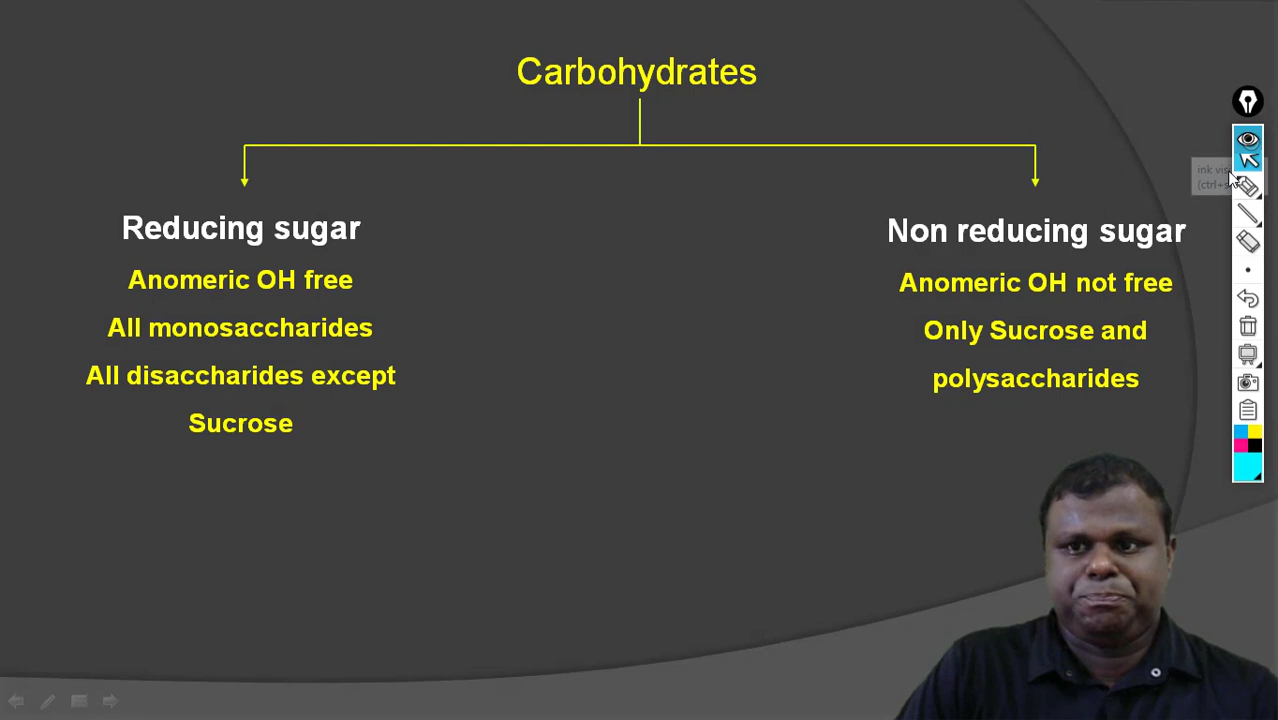 Carbohydrates
Reducing sugar
Anomeric OH free
All monosaccharides
All disaccharides except
Sucrose
Non reducing sugar
Anomeric OH not free
Only Sucrose and
polysaccharides
ink